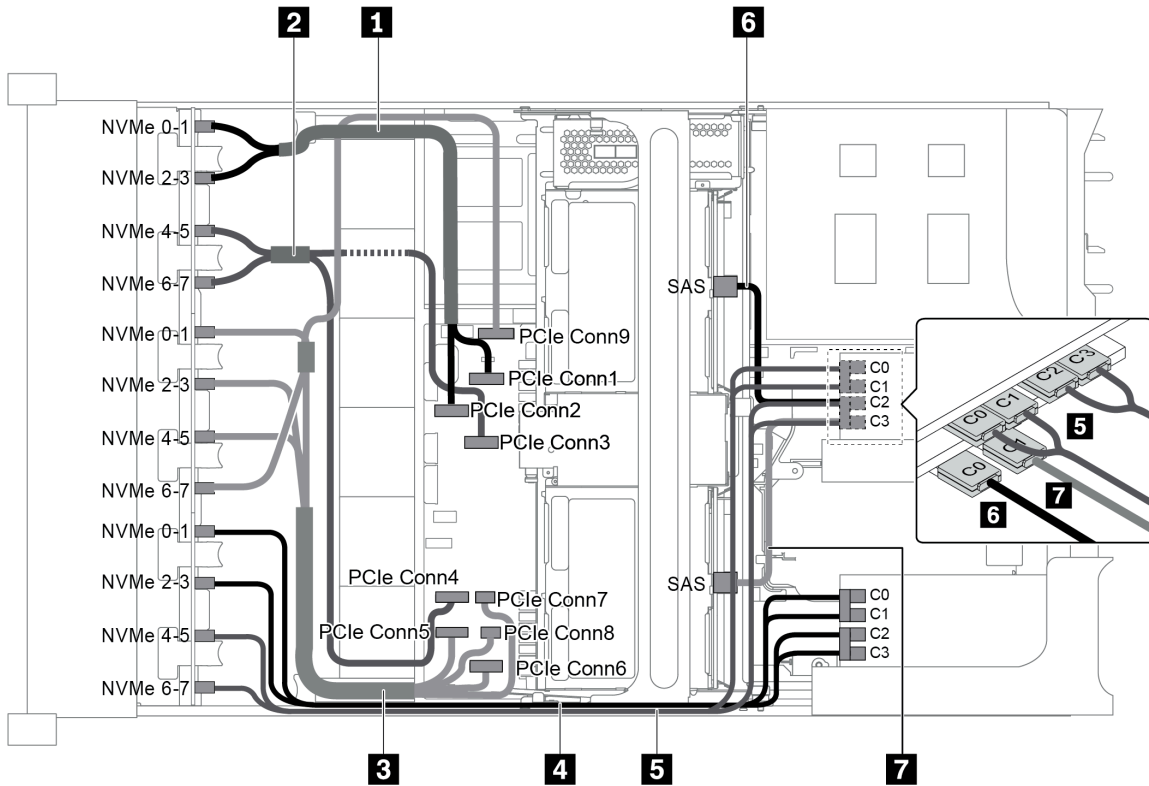 2
1
6
NVMe 0-1
NVMe 2-3
NVMe 4-5
NVMe 6-7
NVMe 0-1
NVMe 2-3
NVMe 4-5
NVMe 6-7
NVMe 0-1
NVMe 2-3
NVMe 4-5
NVMe 6-7
PCIe Conn9
PCIe Conn1
PCIe Conn2
PCIe Conn3
PCIe Conn4
PCIe Conn7
PCIe Conn5
PCIe Conn8
PCIe Conn6
SAS
SAS
C0
C1
C2
C3
C0
C1
C2
C3
C3
C2
C1
C0
C0
5
7
6
3
4
5
7